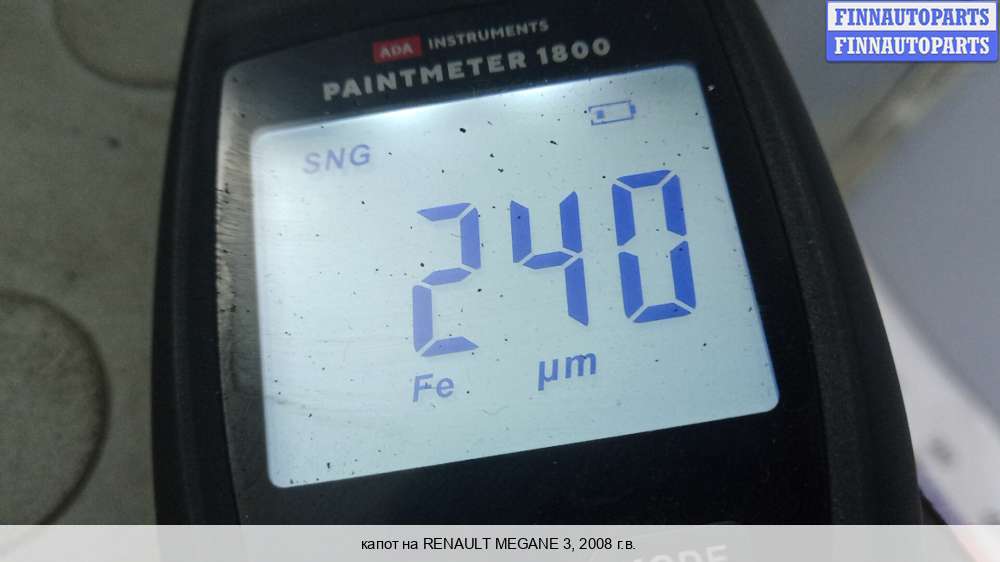 FINNAUTOPARTS
FINNAUTOPARTS
ADA INSTRUMENTS
PAINTMETER 1800
SNG
240
Fe μm
капот на RENAULT MEGANE 3, 2008 г.в.